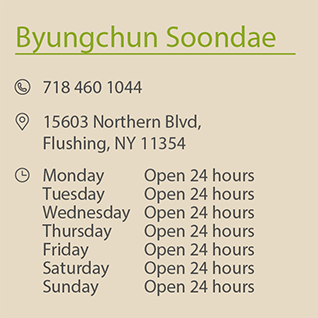 Byungchun Soondae
718 460 1044
15603 Northern Blvd,
Flushing, NY 11354
Monday Open 24 hours
Tuesday Open 24 hours
Wednesday Open 24 hours
Thursday Open 24 hours
Friday Open 24 hours
Saturday Open 24 hours
Sunday Open 24 hours